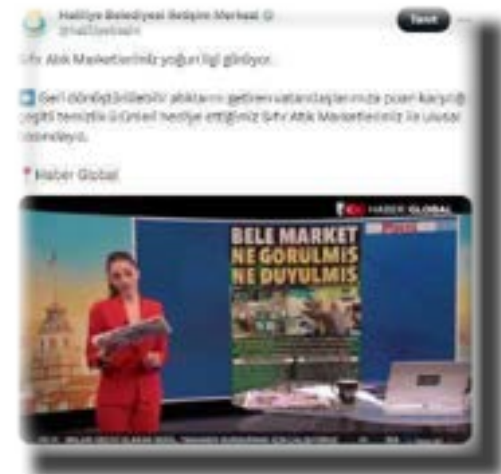 Haliliye Belediyesi İletişim Merkezi
Tanıt
Sıfır Atık Marketlerimiz yoğun ilgi görüyor.
Geri dönüştürülebilir atıklarını getiren vatandaşlarımıza puan karşılığı
çeşitli temizlik ürünleri hediye ettiğimiz Sıfır Atık Marketlerimiz ile ulusal
basındayız.
Haber Global
HABER GLOBAL
BELE MARKET
NE GÖRÜLMÜŞ
NE DUYULMUŞ